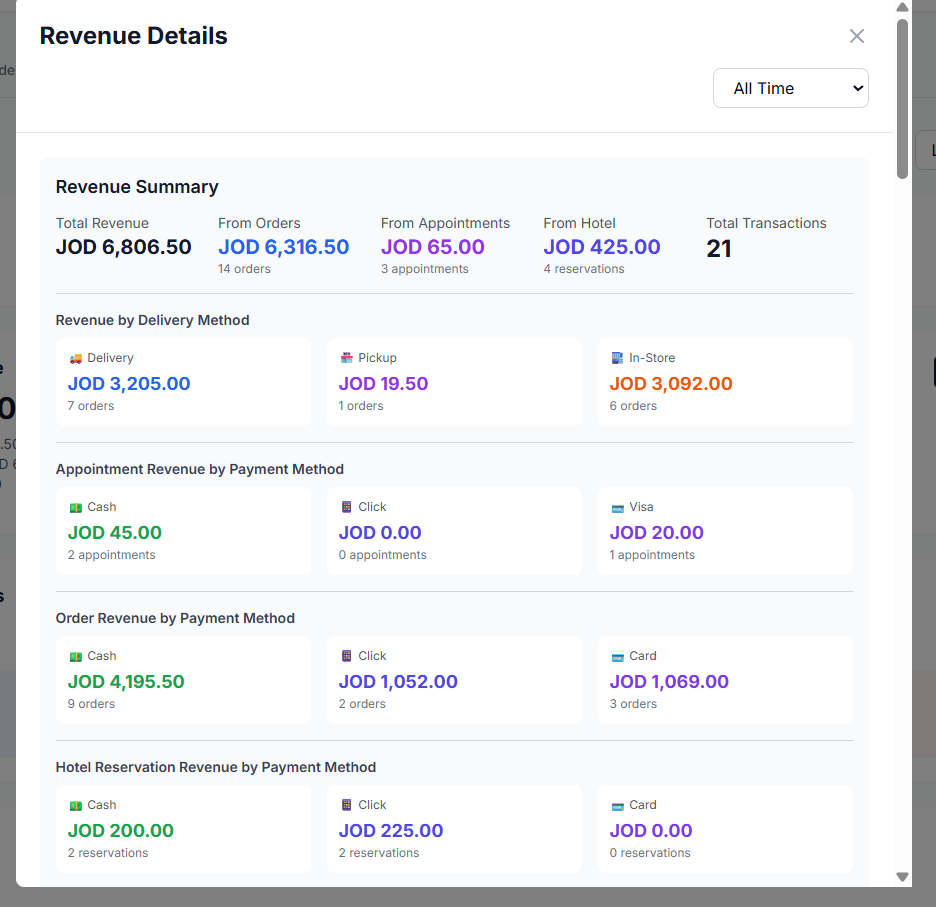 Revenue Details
All Time
Revenue Summary
Total Revenue From Orders From Appointments From Hotel Total Transactions
JOD 6,806.50 JOD 6,316.50 JOD 65.00 JOD 425.00 21
14 orders 3 appointments 4 reservations
Revenue by Delivery Method
Delivery Pickup In-Store
JOD 3,205.00 JOD 19.50 JOD 3,092.00
7 orders 1 orders 6 orders
Appointment Revenue by Payment Method
Cash Click Visa
JOD 45.00 JOD 0.00 JOD 20.00
2 appointments 0 appointments 1 appointments
Order Revenue by Payment Method
Cash Click Card
JOD 4,195.50 JOD 1,052.00 JOD 1,069.00
9 orders 2 orders 3 orders
Hotel Reservation Revenue by Payment Method
Cash Click Card
JOD 200.00 JOD 225.00 JOD 0.00
2 reservations 2 reservations 0 reservations